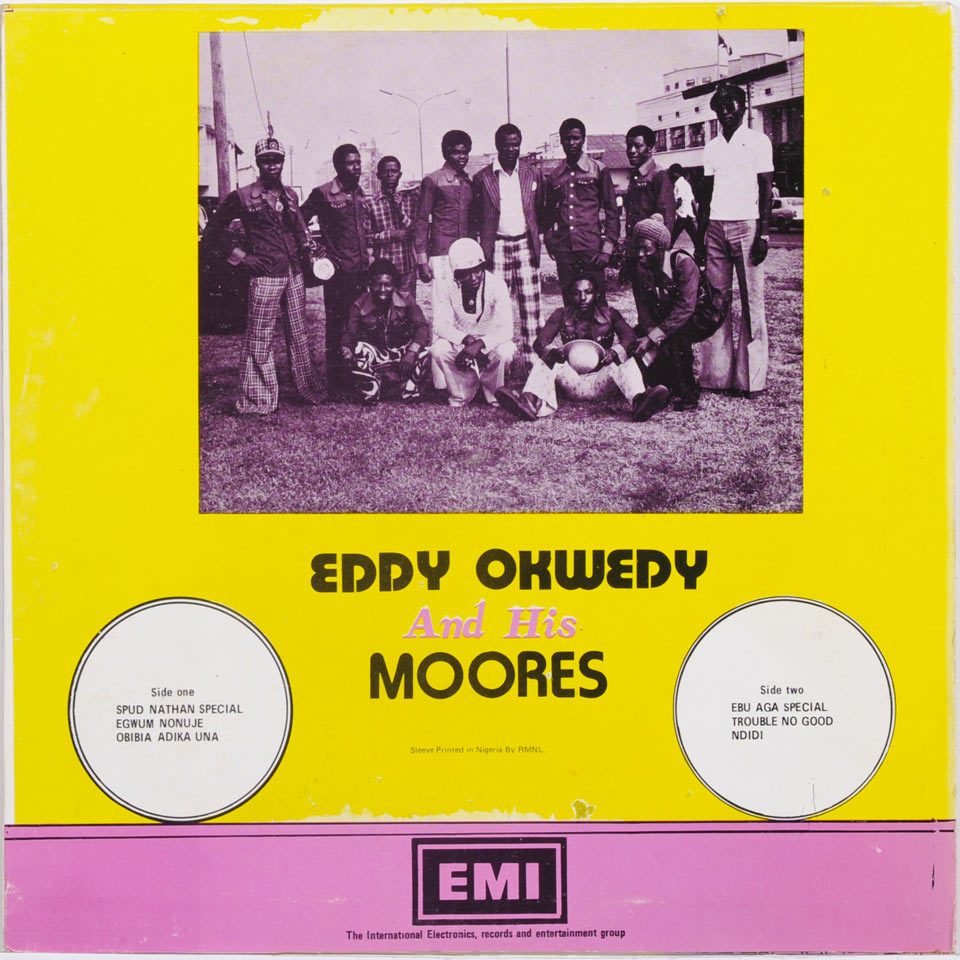 EDDY OKWEDY
And His
MOORES
Side one
SPUD NATHAN SPECIAL
EGWUM NONUJE
OBIBIA ADIKA UNA
Side two
EBU AGA SPECIAL
TROUBLE NO GOOD
NDIDI
Sleeve Printed in Nigeria By RMNL.
EMI
The International Electronics, records and entertainment group